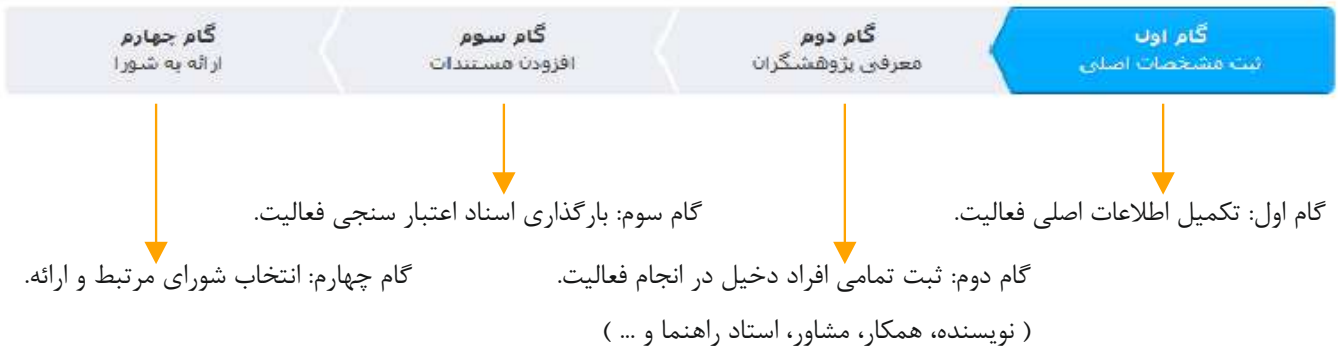 گام اول
ثبت مشخصات اصلی
گام دوم
معرفی پژوهشگران
گام سوم
افزودن مستندات
گام چهارم
ارائه به شورا
گام اول: تکمیل اطلاعات اصلی فعالیت.
گام سوم: بارگذاری اسناد اعتبار سنجی فعالیت.
گام دوم: ثبت تمامی افراد دخیل در انجام فعالیت.
( نویسنده، همکار، مشاور، استاد راهنما و ... )
گام چهارم: انتخاب شورای مرتبط و ارائه.